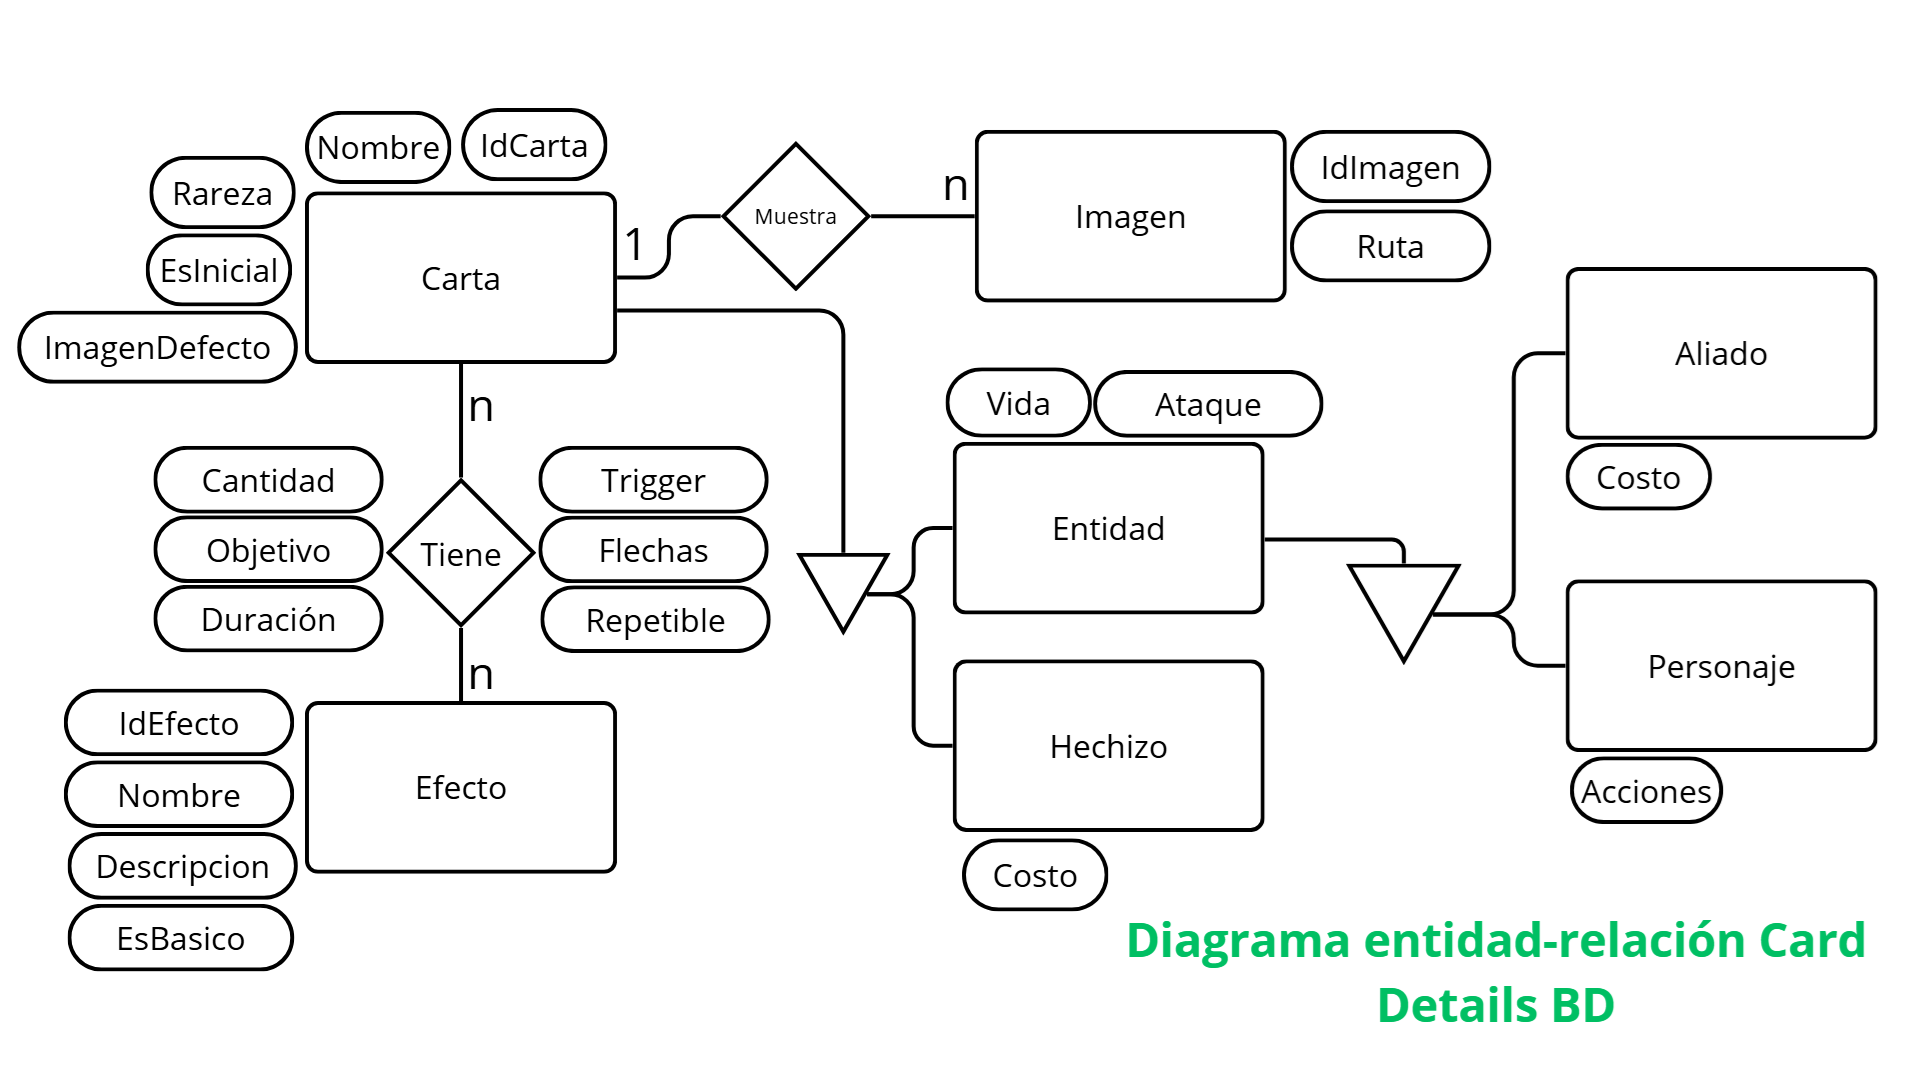 Nombre
IdCarta
Rareza
EsInicial
ImagenDefecto
Carta
1
Muestra
n
Imagen
IdImagen
Ruta
n
Cantidad
Objetivo
Duración
Tiene
Trigger
Flechas
Repetible
n
IdEfecto
Nombre
Descripcion
EsBasico
Efecto
Vida
Ataque
Entidad
Hechizo
Costo
Aliado
Costo
Personaje
Acciones
Diagrama entidad-relación Card
Details BD